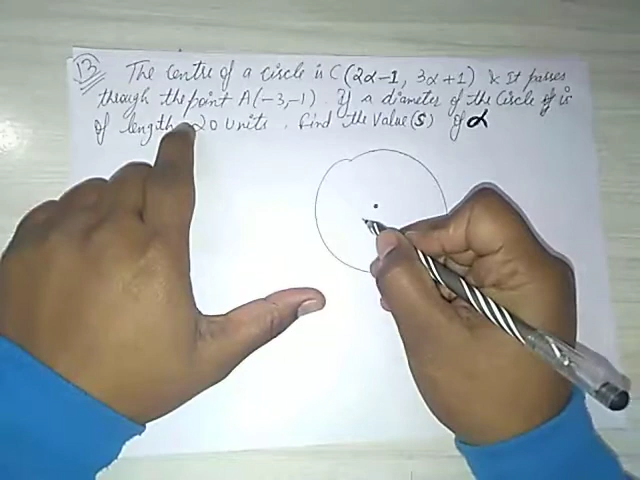 13) The Centre of a Circle is C (2α-1, 3α+1) & It passes
through the point A(-3,-1). If a diameter of the Circle is
of length 20 units. Find the Value(s) of α